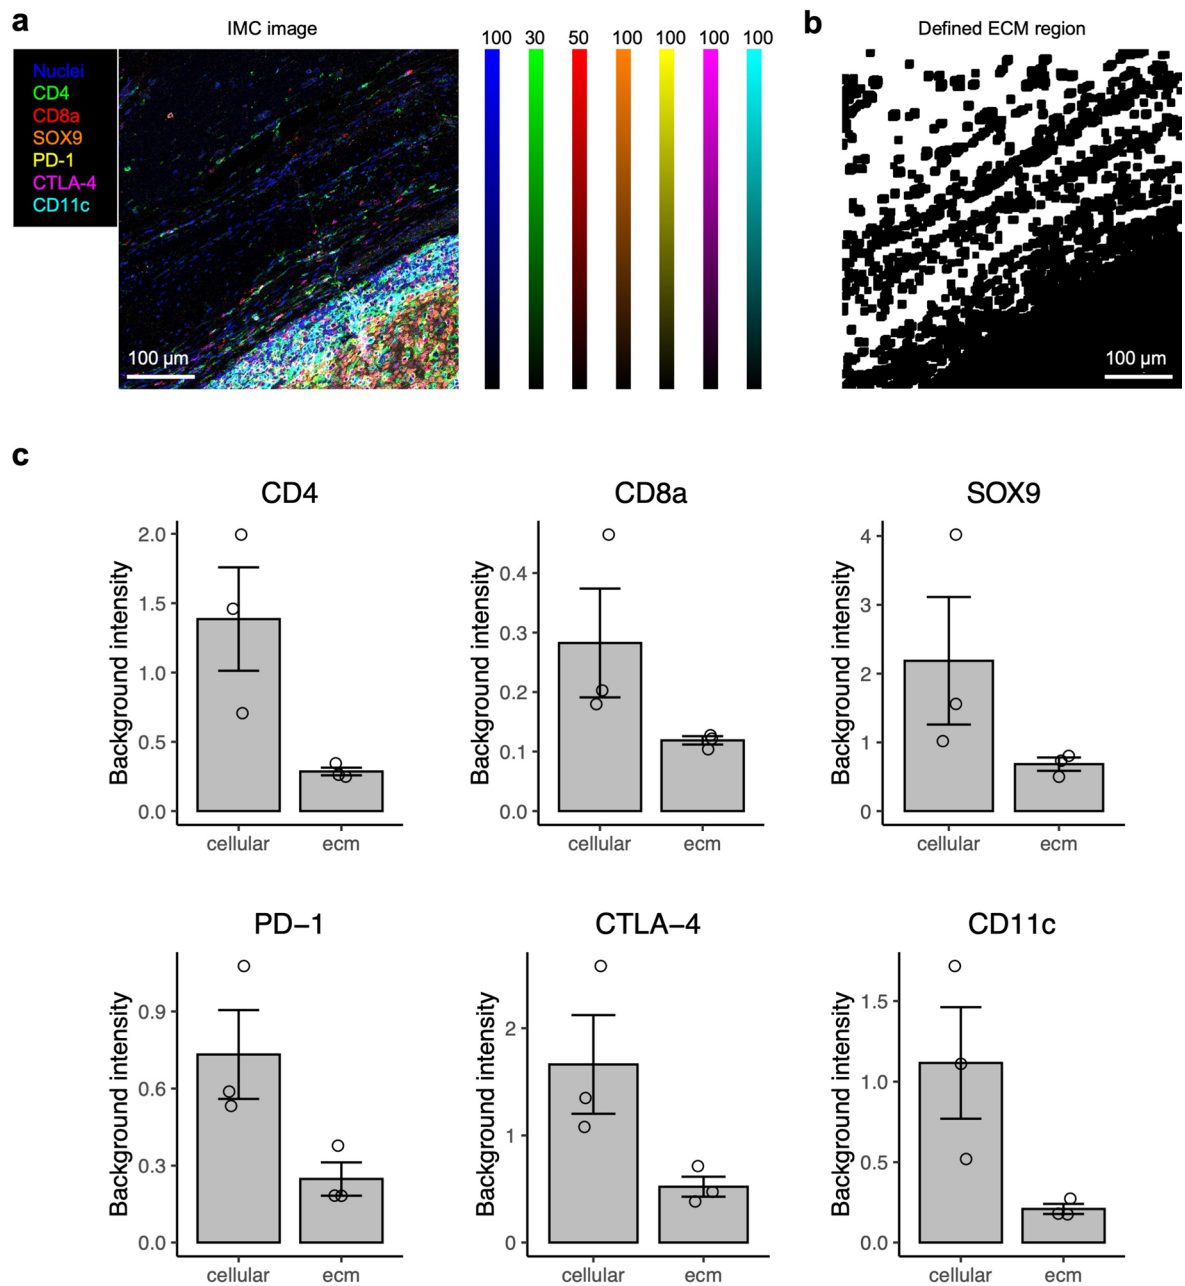 a
IMC image
Nuclei
CD4
CD8a
SOX9
PD-1
CTLA-4
CD11c
100 µm
100 30 50 100 100 100 100
b
Defined ECM region
100 µm
c
CD4
Background intensity
2.0
1.5
1.0
0.5
0.0
cellular ecm
CD8a
Background intensity
0.4
0.3
0.2
0.1
0.0
cellular ecm
SOX9
Background intensity
4
3
2
1
0
cellular ecm
PD−1
Background intensity
0.9
0.6
0.3
0.0
cellular ecm
CTLA−4
Background intensity
2
1
0
cellular ecm
CD11c
Background intensity
1.5
1.0
0.5
0.0
cellular ecm